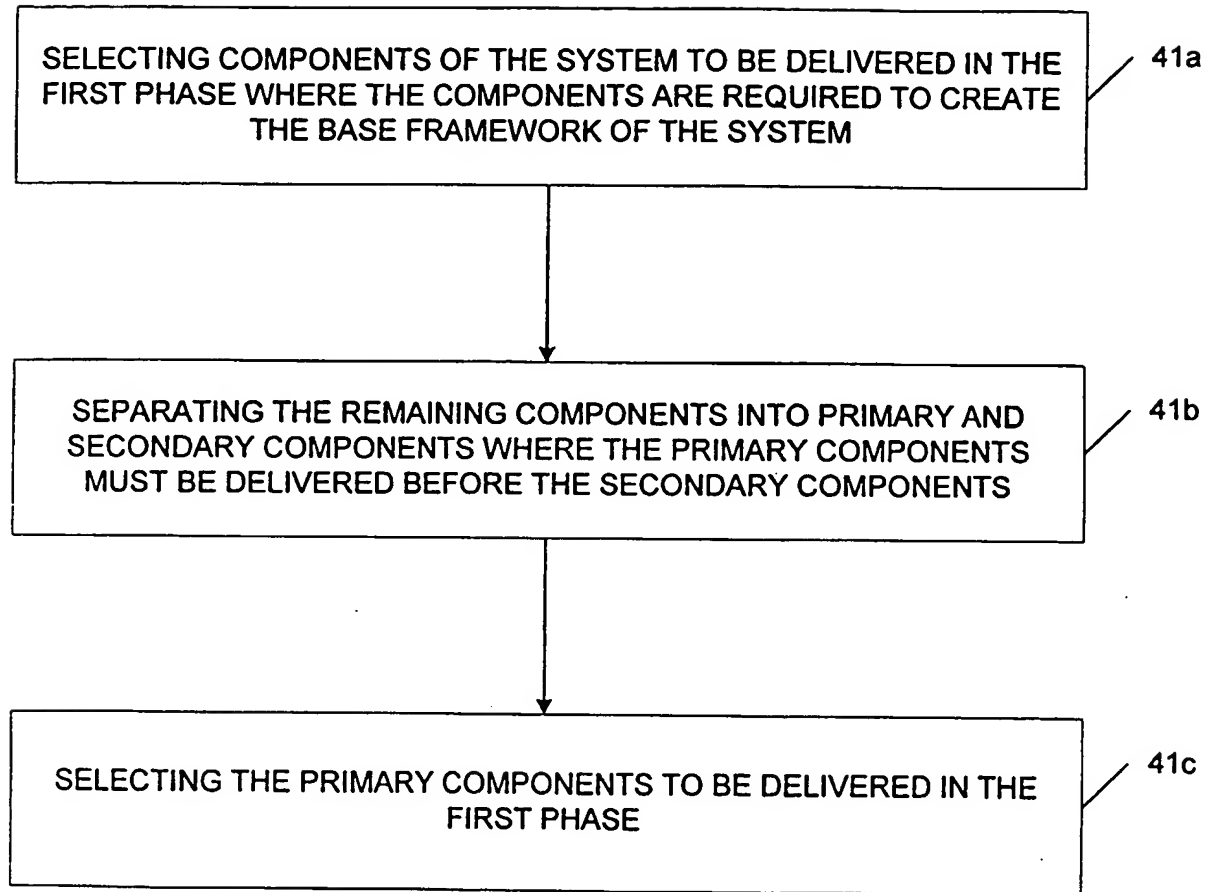 SELECTING COMPONENTS OF THE SYSTEM TO BE DELIVERED IN THE
FIRST PHASE WHERE THE COMPONENTS ARE REQUIRED TO CREATE
THE BASE FRAMEWORK OF THE SYSTEM
41a
SEPARATING THE REMAINING COMPONENTS INTO PRIMARY AND
SECONDARY COMPONENTS WHERE THE PRIMARY COMPONENTS
MUST BE DELIVERED BEFORE THE SECONDARY COMPONENTS
41b
SELECTING THE PRIMARY COMPONENTS TO BE DELIVERED IN THE
FIRST PHASE
41c